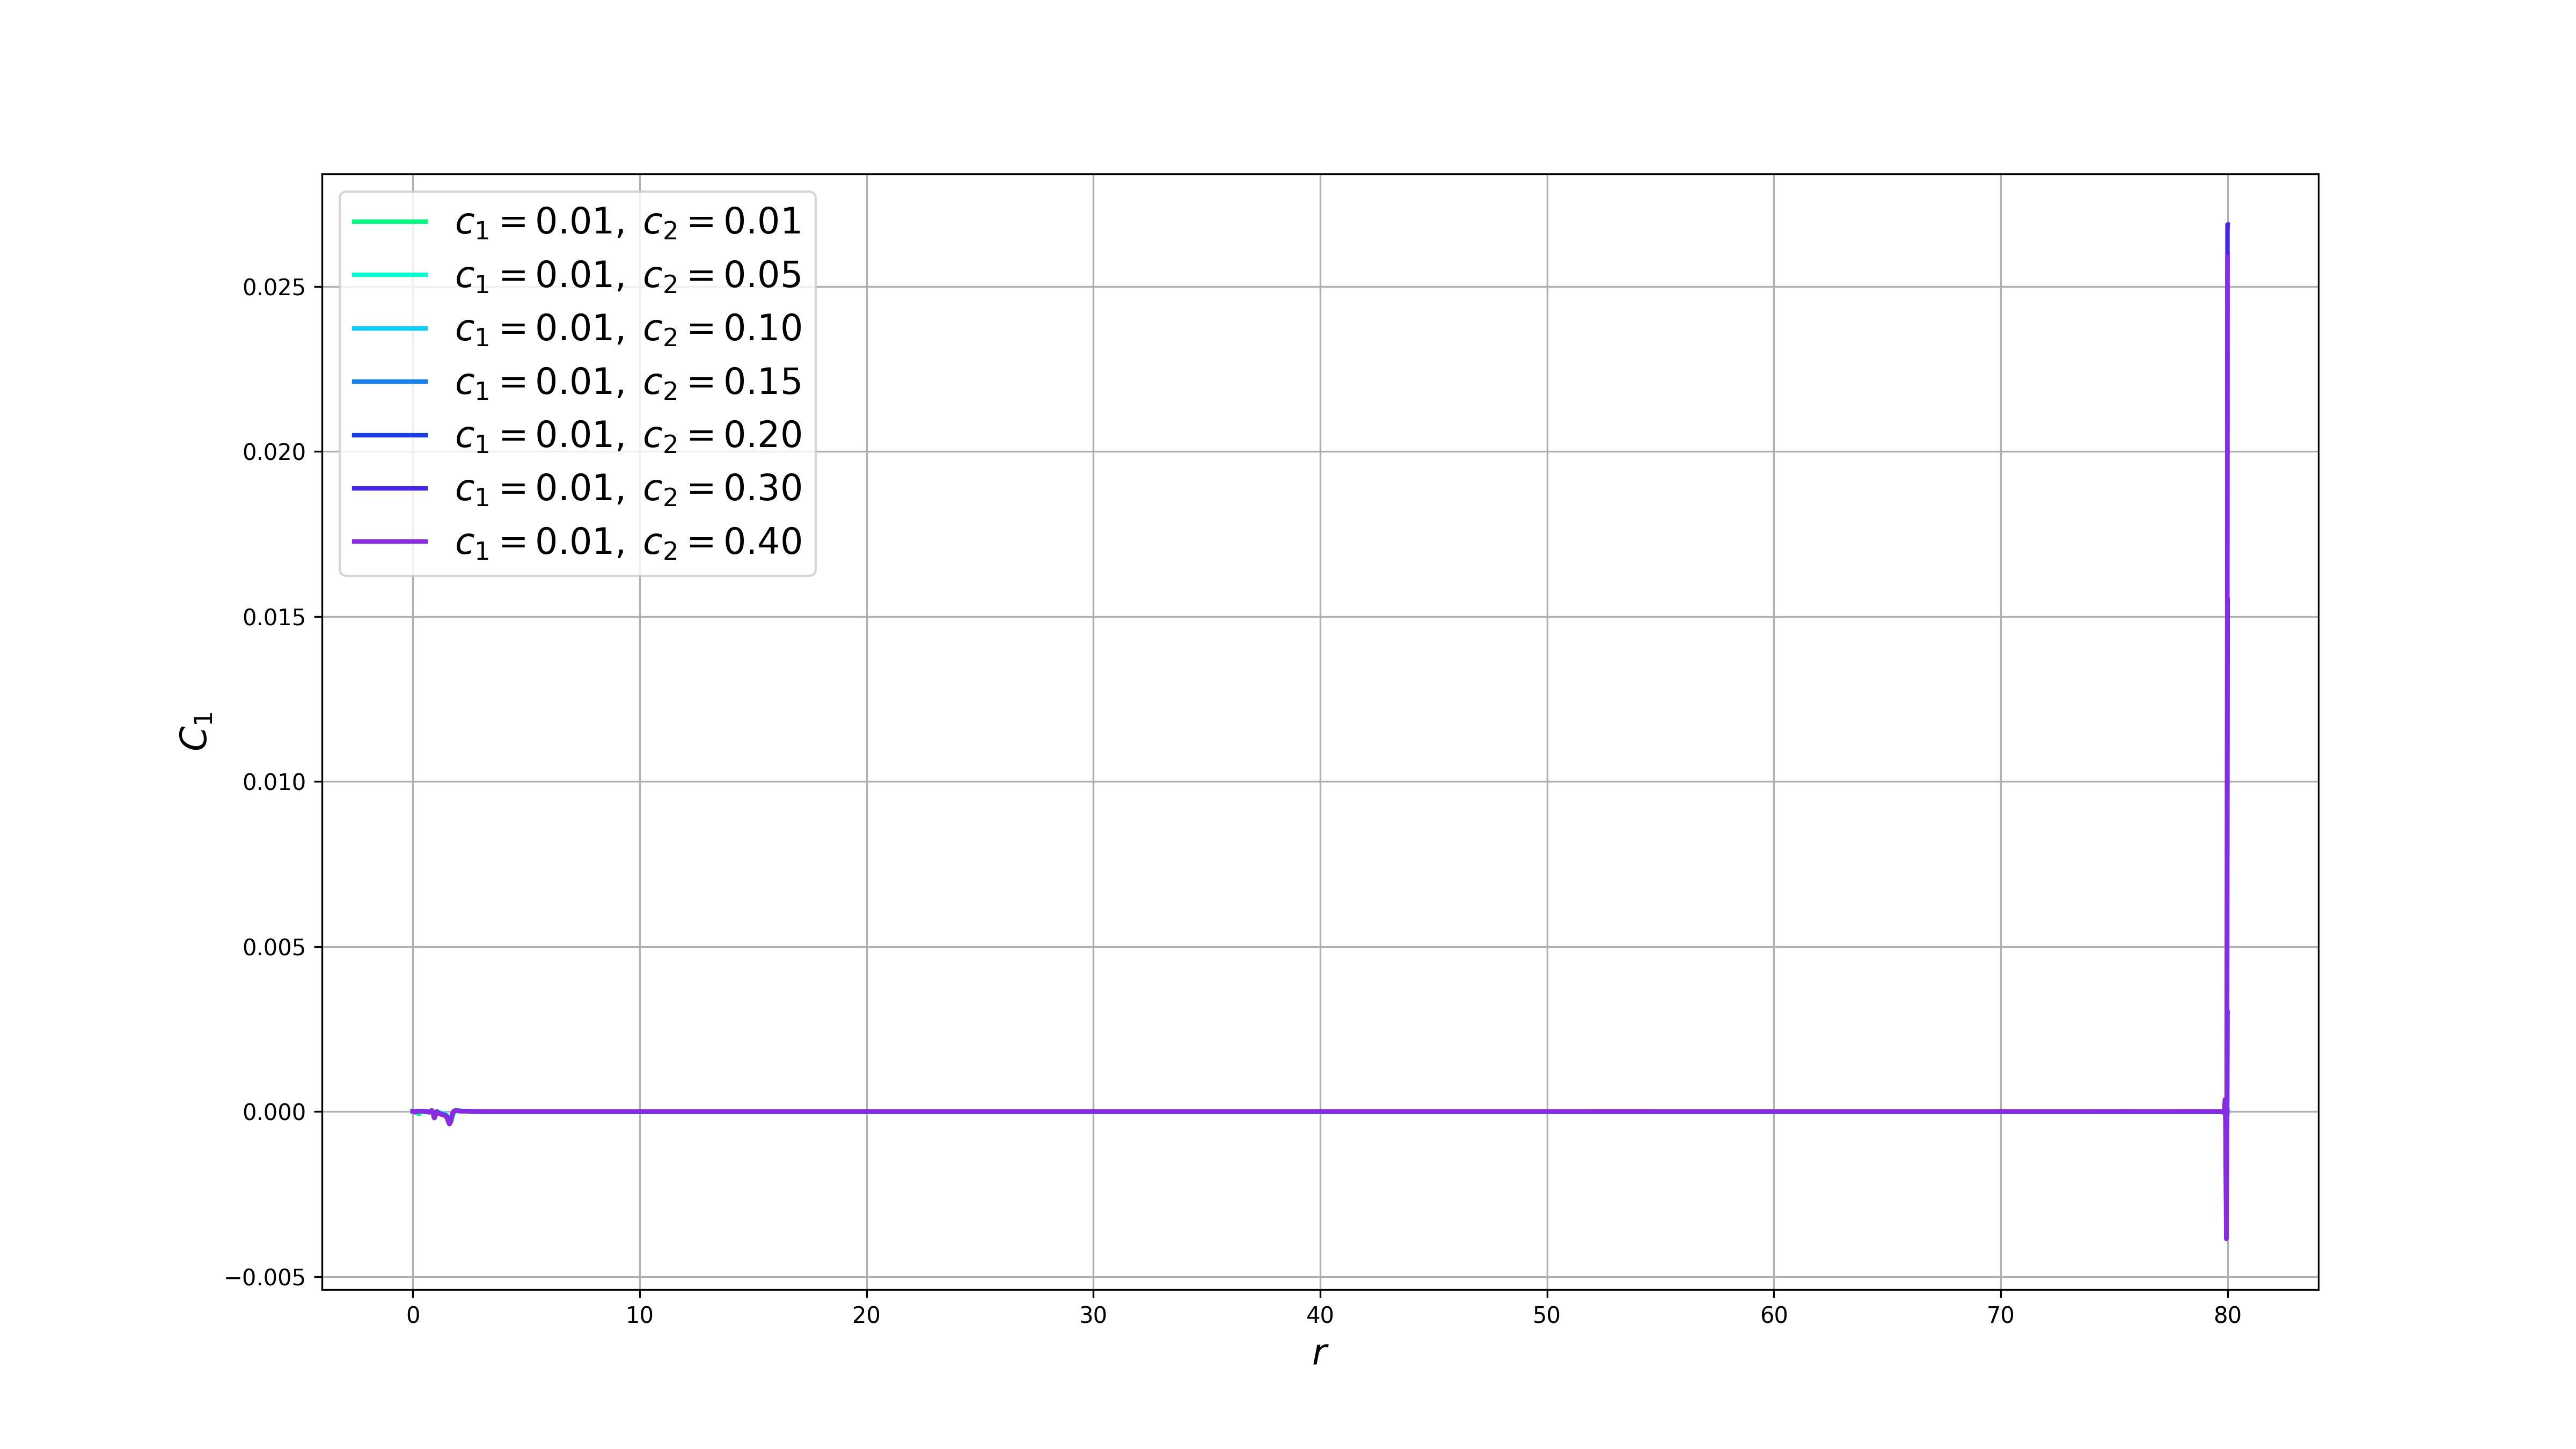 c₁ = 0.01, c₂ = 0.01
c₁ = 0.01, c₂ = 0.05
c₁ = 0.01, c₂ = 0.10
c₁ = 0.01, c₂ = 0.15
c₁ = 0.01, c₂ = 0.20
c₁ = 0.01, c₂ = 0.30
c₁ = 0.01, c₂ = 0.40
0.025
0.020
0.015
0.010
0.005
0.000
−0.005
C₁
0 10 20 30 40 50 60 70 80
r